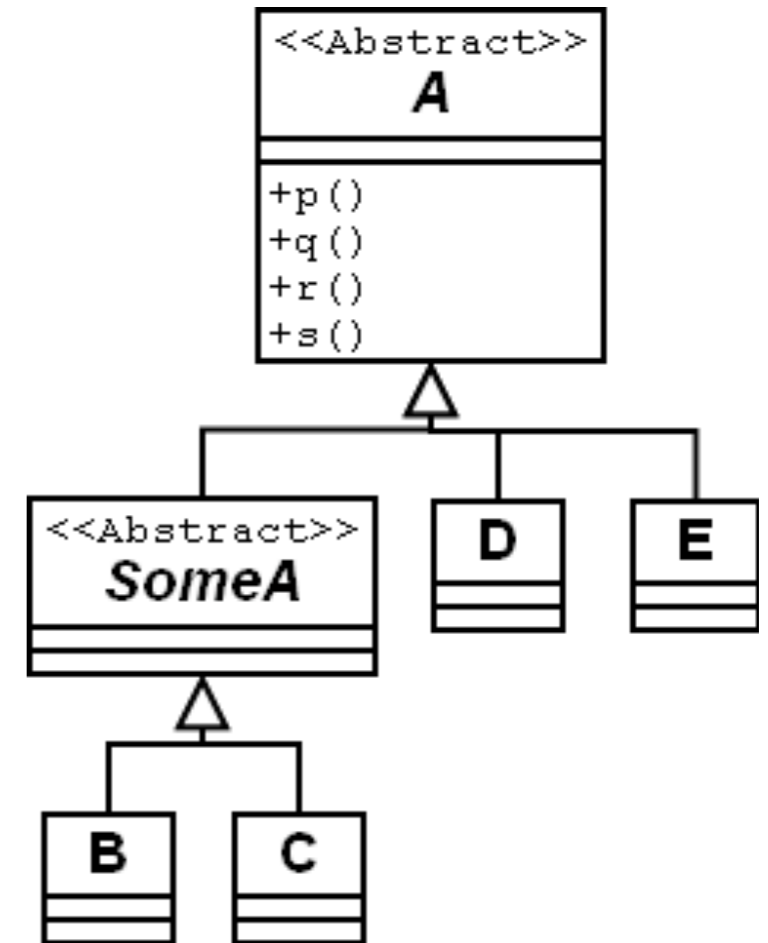 <<Abstract>>
A
+p()
+q()
+r()
+s()
<<Abstract>>
SomeA
D
E
B
C